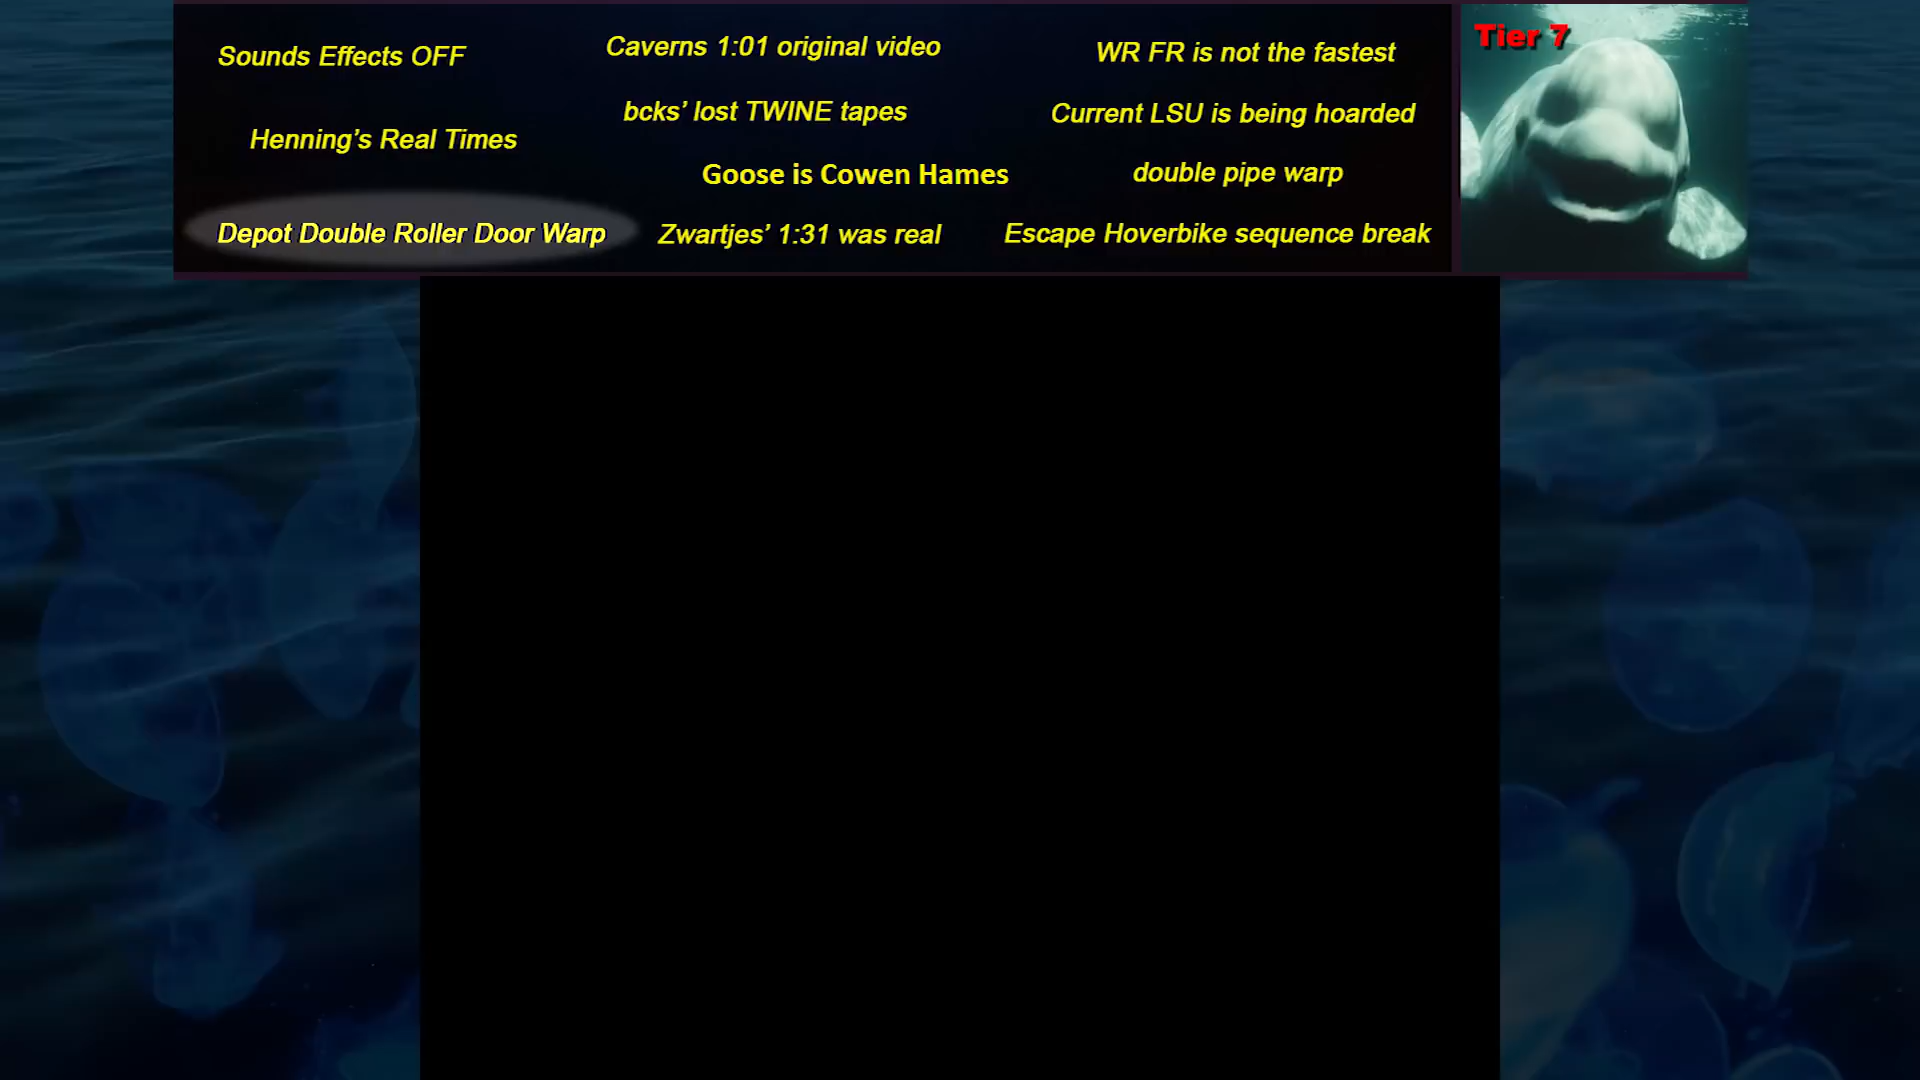 Sounds Effects OFF
Caverns 1:01 original video
WR FR is not the fastest
Tier 7
Henning’s Real Times
bcks’ lost TWINE tapes
Current LSU is being hoarded
Goose is Cowen Hames
double pipe warp
Depot Double Roller Door Warp
Zwartjes’ 1:31 was real
Escape Hoverbike sequence break